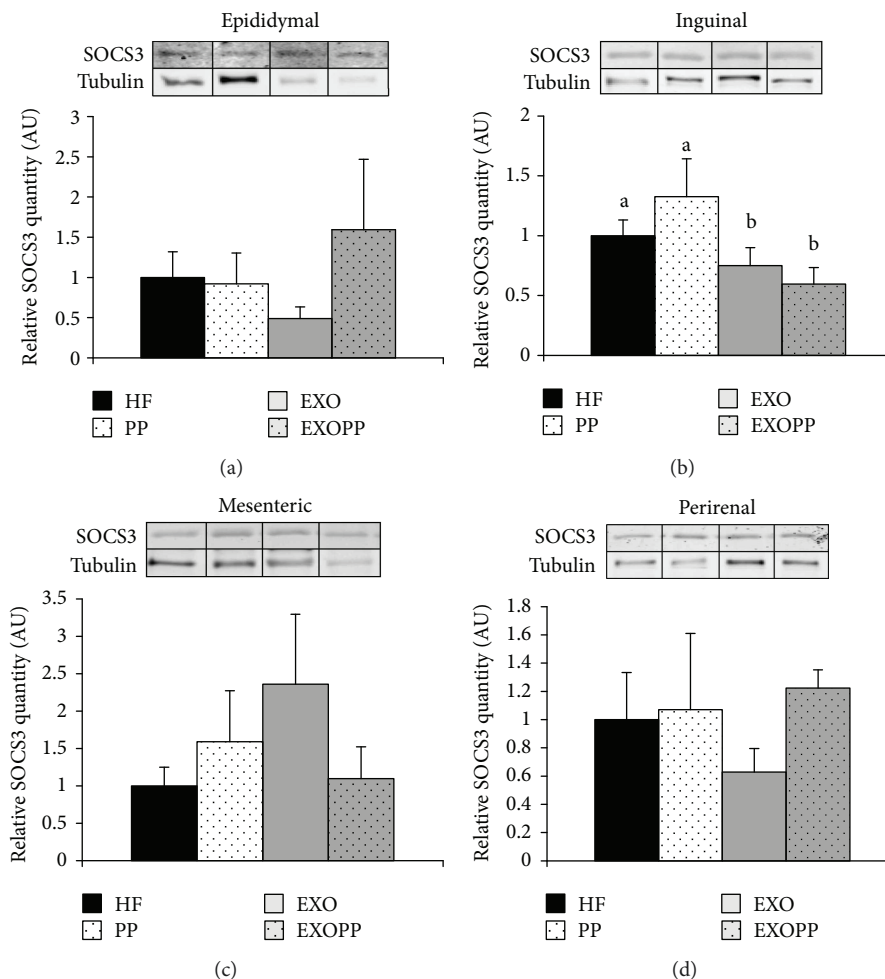 Epididymal
SOCS3
Tubulin
Relative SOCS3 quantity (AU)
3
2.5
2
1.5
1
0.5
0
HF
EXO
PP
EXOPP
(a)
Inguinal
SOCS3
Tubulin
Relative SOCS3 quantity (AU)
2
1.5
1
0.5
0
a
a
b
b
HF
EXO
PP
EXOPP
(b)
Mesenteric
SOCS3
Tubulin
Relative SOCS3 quantity (AU)
3.5
3
2.5
2
1.5
1
0.5
0
HF
EXO
PP
EXOPP
(c)
Perirenal
SOCS3
Tubulin
Relative SOCS3 quantity (AU)
1.8
1.6
1.4
1.2
1
0.8
0.6
0.4
0.2
0
HF
EXO
PP
EXOPP
(d)